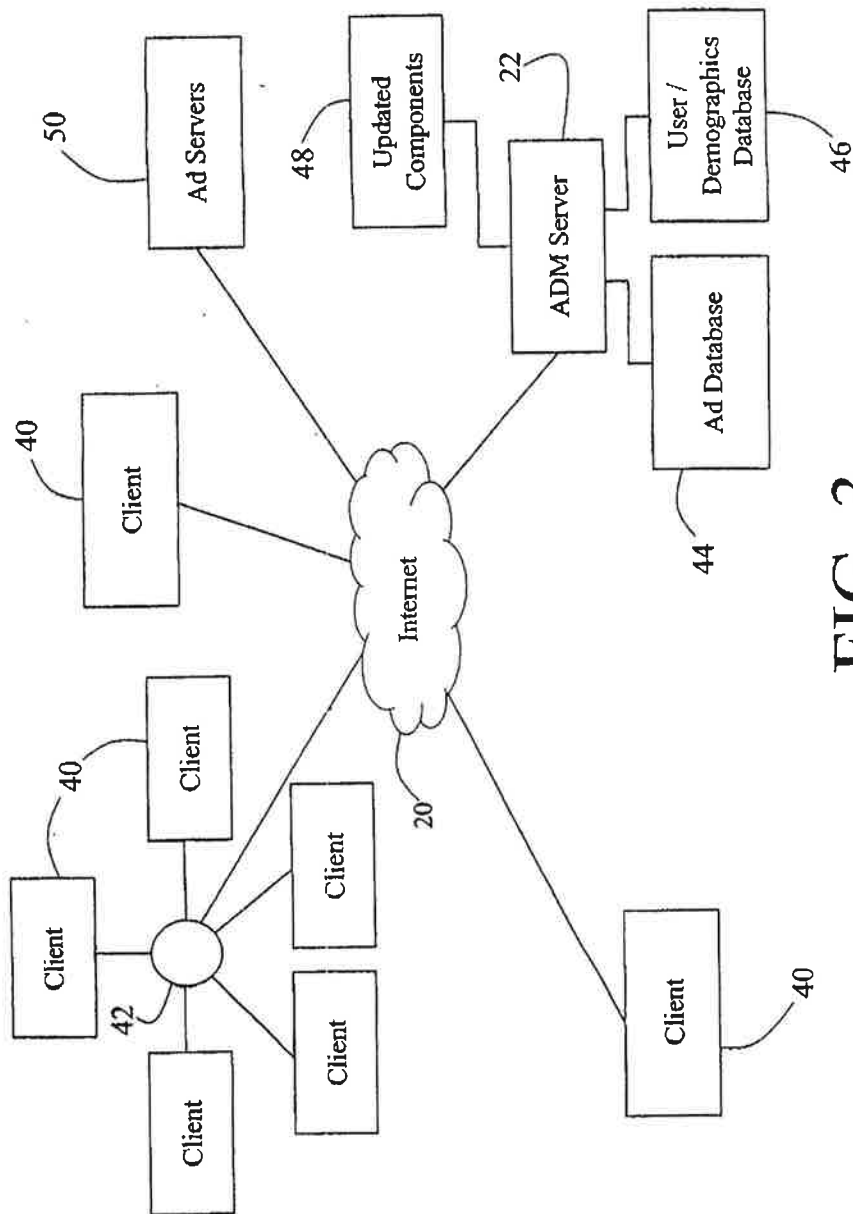 Client
40
40
50
42
Client
Client
Client
Ad Servers
Client
Client
48
Updated
Components
20
Internet
ADM Server
22
Client
Ad Database
User /
Demographics
Database
40
44
46
FIG.